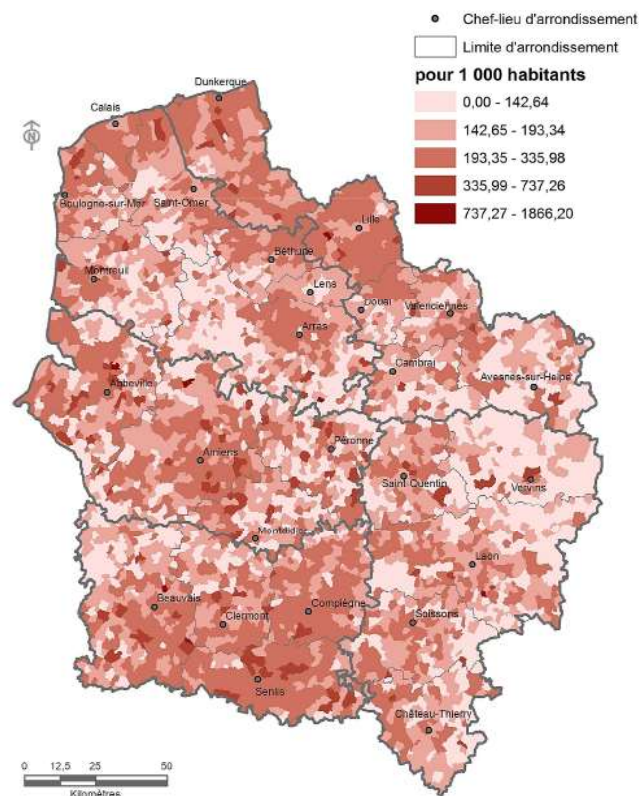 Chef-lieu d'arrondissement
Limite d'arrondissement
pour 1 000 habitants
0,00 - 142,64
142,65 - 193,34
193,35 - 335,98
335,99 - 737,26
737,27 - 1866,20
Dunkerque
Calais
N
Boulogne-sur-Mer
Saint-Omer
Lille
Béthune
Montreuil
Lens
Douai
Valenciennes
Arras
Cambrai
Avesnes-sur-Helpe
Abbeville
Péronne
Amiens
Saint-Quentin
Vervins
Montdidier
Laon
Beauvais
Compiègne
Clermont
Soissons
Senlis
Château-Thierry
0 12,5 25 50
Kilomètres